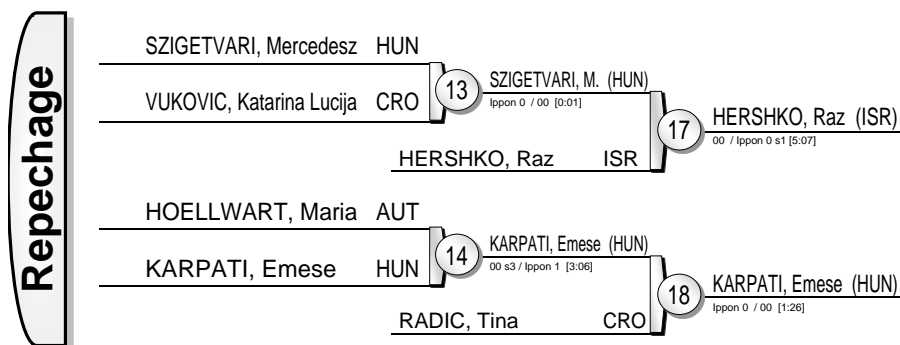 Repechage
SZIGETVARI, Mercedesz HUN
VUKOVIC, Katarina Lucija CRO
13
SZIGETVARI, M. (HUN)
Ippon 0 / 00 [0:01]
HERSHKO, Raz ISR
17
HERSHKO, Raz (ISR)
00 / Ippon 0 s1 [5:07]
HOELLWART, Maria AUT
KARPATI, Emese HUN
14
KARPATI, Emese (HUN)
00 s3 / Ippon 1 [3:06]
RADIC, Tina CRO
18
KARPATI, Emese (HUN)
Ippon 0 / 00 [1:26]